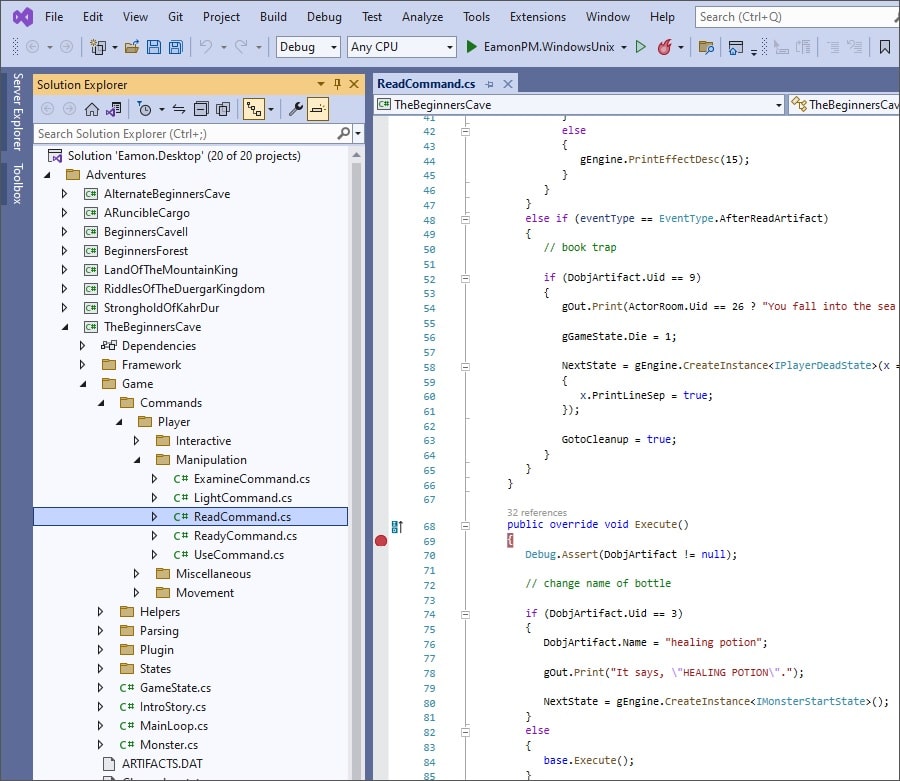 File Edit View Git Project Build Debug Test Analyze Tools Extensions Window Help Search (Ctrl+Q)
Debug Any CPU EamonPM.WindowsUnix
Server Explorer
Toolbox
Solution Explorer
Search Solution Explorer (Ctrl+;)
Solution 'Eamon.Desktop' (20 of 20 projects)
Adventures
C# AlternateBeginnersCave
C# ARuncibleCargo
C# BeginnersCaveII
C# BeginnersForest
C# LandOfTheMountainKing
C# RiddlesOfTheDuergarKingdom
C# StrongholdOfKahrDur
C# TheBeginnersCave
Dependencies
Framework
Game
Commands
Player
Interactive
Manipulation
C# ExamineCommand.cs
C# LightCommand.cs
C# ReadCommand.cs
C# ReadyCommand.cs
C# UseCommand.cs
Miscellaneous
Movement
Helpers
Parsing
Plugin
States
C# GameState.cs
C# IntroStory.cs
C# MainLoop.cs
C# Monster.cs
ARTIFACTS.DAT
ReadCommand.cs
C# TheBeginnersCave TheBeginnersCav
41 }
42 else
43 {
44 gEngine.PrintEffectDesc(15);
45 }
46 }
47 }
48 else if (eventType == EventType.AfterReadArtifact)
49 {
50 // book trap
51
52 if (DobjArtifact.Uid == 9)
53 {
54 gOut.Print(ActorRoom.Uid == 26 ? "You fall into the sea
55
56 gGameState.Die = 1;
57
58 NextState = gEngine.CreateInstance<IPlayerDeadState>(x =
59 {
60 x.PrintLineSep = true;
61 });
62
63 GotoCleanup = true;
64 }
65 }
66 }
67
32 references
68 public override void Execute()
69 {
70 Debug.Assert(DobjArtifact != null);
71
72 // change name of bottle
73
74 if (DobjArtifact.Uid == 3)
75 {
76 DobjArtifact.Name = "healing potion";
77
78 gOut.Print("It says, \"HEALING POTION\".");
79
80 NextState = gEngine.CreateInstance<IMonsterStartState>();
81 }
82 else
83 {
84 base.Execute();
85 }